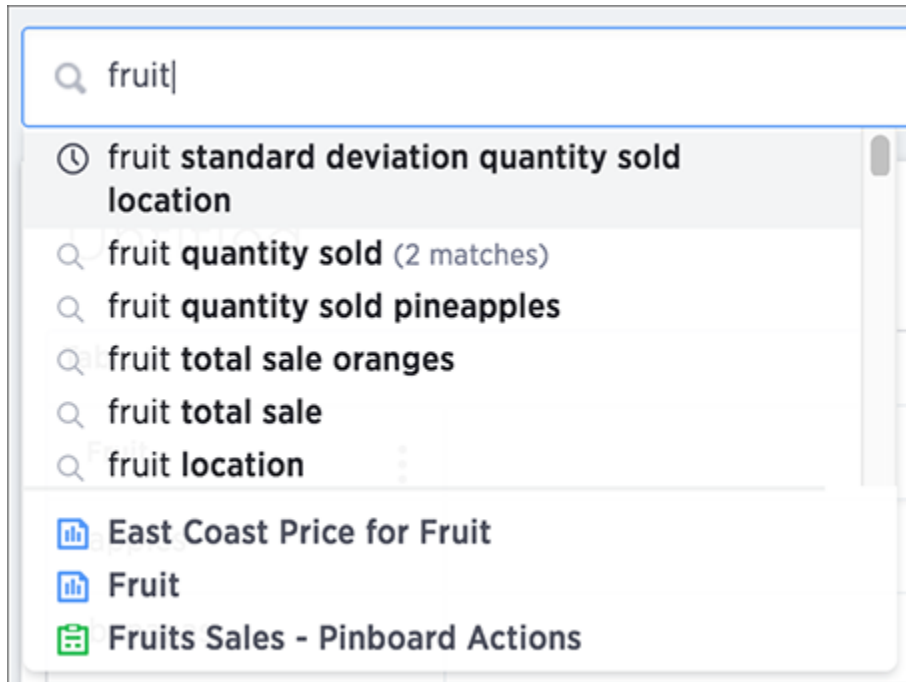 fruit
fruit standard deviation quantity sold
location
fruit quantity sold (2 matches)
fruit quantity sold pineapples
fruit total sale oranges
fruit total sale
fruit location
East Coast Price for Fruit
Fruit
Fruits Sales - Pinboard Actions